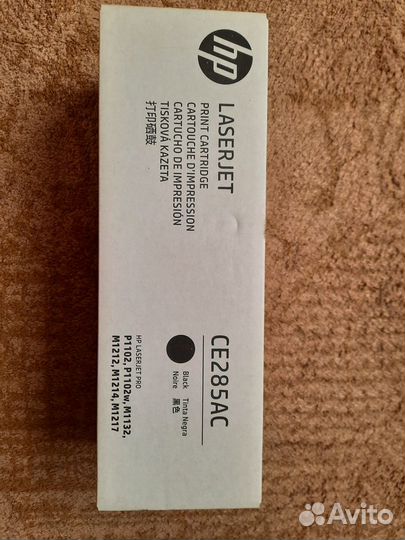 hp
LASERJET
PRINT CARTRIDGE
CARTOUCHE D'IMPRESSION
CARTUCHO DE IMPRESIÓN
TISKOVÁ KAZETA
打印硒鼓
CE285AC
Black Tinta Negra
Noire 黑色
HP LASERJET PRO
P1102, P1102w, M1132,
M1212, M1214, M1217
Avito